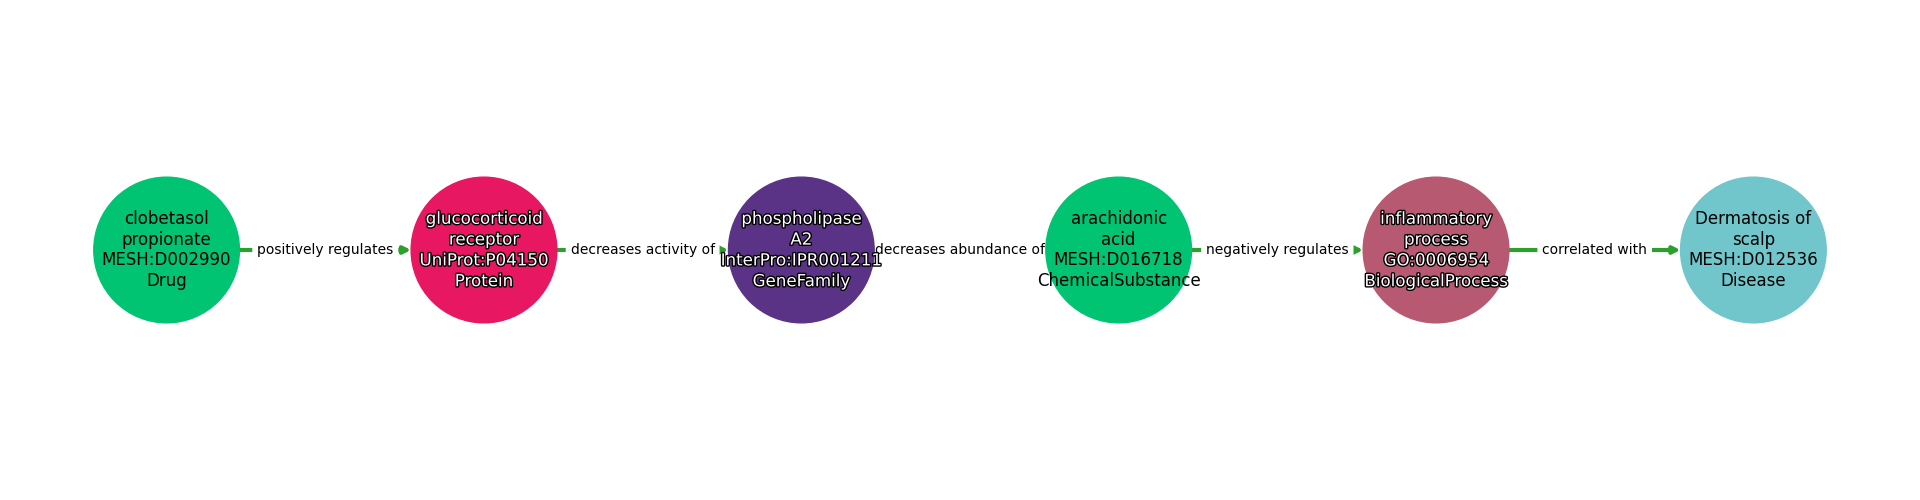 clobetasol
propionate
MESH:D002990
Drug
positively regulates
glucocorticoid
receptor
UniProt:P04150
Protein
decreases activity of
phospholipase
A2
InterPro:IPR001211
GeneFamily
decreases abundance of
arachidonic
acid
MESH:D016718
ChemicalSubstance
negatively regulates
inflammatory
process
GO:0006954
BiologicalProcess
correlated with
Dermatosis of
scalp
MESH:D012536
Disease